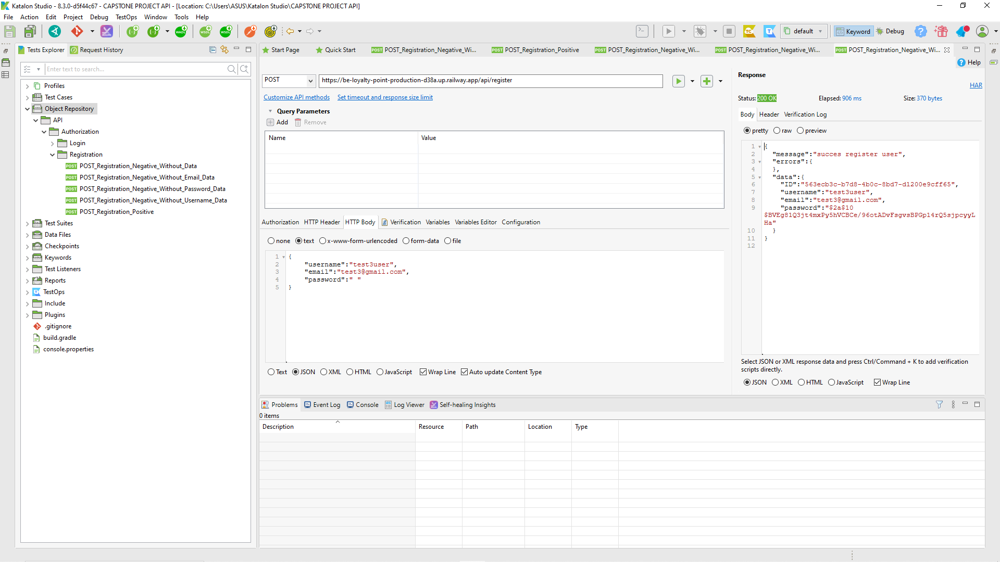 Katalon Studio - 8.3.0-d5f44c67 - CAPSTONE PROJECT API - [Location: C:\Users\ASUS\Katalon Studio\CAPSTONE PROJECT API]
File Action Edit Project Debug TestOps Window Tools Help
default
Keyword
Debug
Tests Explorer
Request History
Enter text to search...
Profiles
Test Cases
Object Repository
API
Authorization
Login
Registration
POST POST_Registration_Negative_Without_Data
POST POST_Registration_Negative_Without_Email_Data
POST POST_Registration_Negative_Without_Password_Data
POST POST_Registration_Negative_Without_Username_Data
POST POST_Registration_Positive
Test Suites
Data Files
Checkpoints
Keywords
Test Listeners
Reports
TestOps
Include
Plugins
.gitignore
build.gradle
console.properties
Start Page
Quick Start
POST POST_Registration_Negative_Wi...
POST POST_Registration_Positive
POST POST_Registration_Negative_Wi...
POST POST_Registration_Negative_Wi...
POST POST_Registration_Negative_Wi...
Help
POST
https://be-loyalty-point-production-d38a.up.railway.app/api/register
Customize API methods
Set timeout and response size limit
Query Parameters
Add
Remove
Name Value
Authorization HTTP Header HTTP Body Verification Variables Variables Editor Configuration
none text x-www-form-urlencoded form-data file
1 {
2 "username":"test3user",
3 "email":"test3@gmail.com",
4 "password":" "
5 }
Text JSON XML HTML JavaScript Wrap Line Auto update Content Type
Response
HAR
Status: 200 OK Elapsed: 906 ms Size: 370 bytes
Body Header Verification Log
pretty raw preview
1 {
2 "message":"succes register user",
3 "errors":{
4 },
5 "data":{
6 "ID":"563ecb3c-b7d8-4b0c-8bd7-d1200e9cff65",
7 "username":"test3user",
8 "email":"test3@gmail.com",
9 "password":"$2a$10
$BVEg81Q3jt4mxPy5hVCBCe/96otADvFsgvsBPGp14rQ5sjpcyyL
Ha"
10 }
11 }
12
Select JSON or XML response data and press Ctrl/Command + K to add verification
scripts directly.
JSON XML HTML JavaScript Wrap Line
Problems Event Log Console Log Viewer Self-healing Insights
0 items
Description Resource Path Location Type